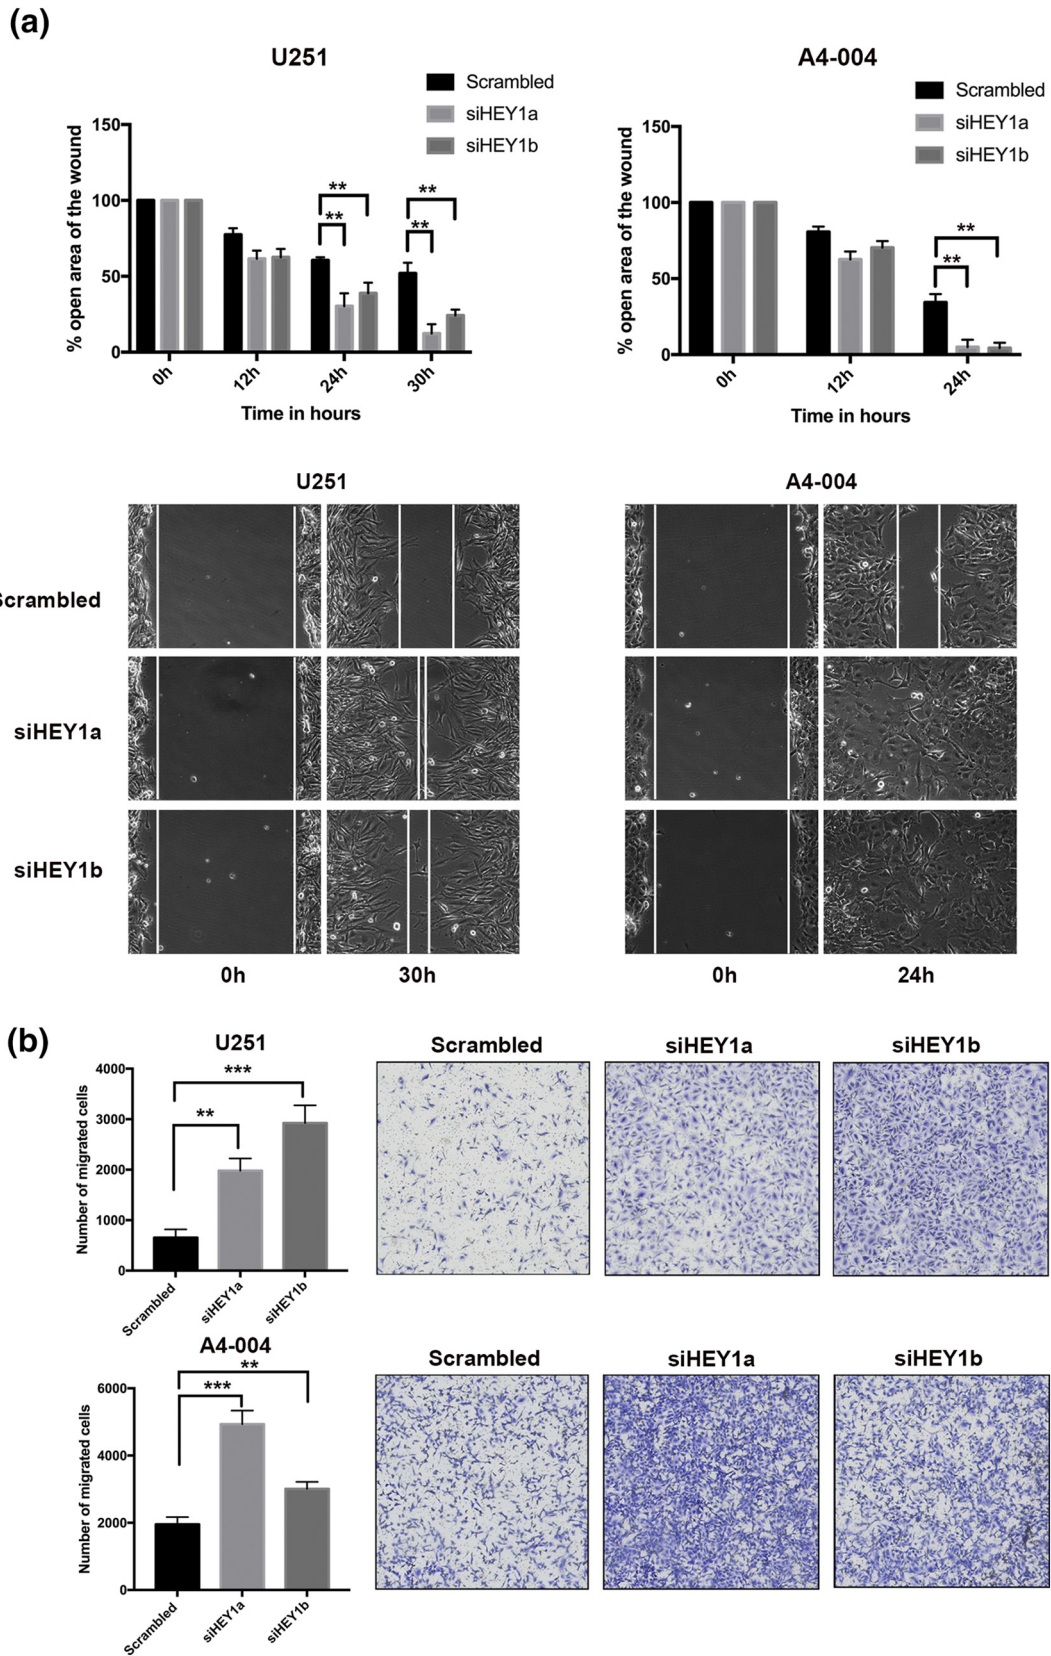 (a)
U251
Scrambled
siHEY1a
siHEY1b
% open area of the wound
150
100
50
0
**
**
**
**
0h
12h
24h
30h
Time in hours
A4-004
Scrambled
siHEY1a
siHEY1b
% open area of the wound
150
100
50
0
**
**
0h
12h
24h
Time in hours
U251
A4-004
Scrambled
siHEY1a
siHEY1b
0h
30h
0h
24h
(b)
U251
Number of migrated cells
4000
3000
2000
1000
0
***
**
Scrambled
siHEY1a
siHEY1b
Scrambled
siHEY1a
siHEY1b
A4-004
Number of migrated cells
6000
4000
2000
0
**
***
Scrambled
siHEY1a
siHEY1b
Scrambled
siHEY1a
siHEY1b